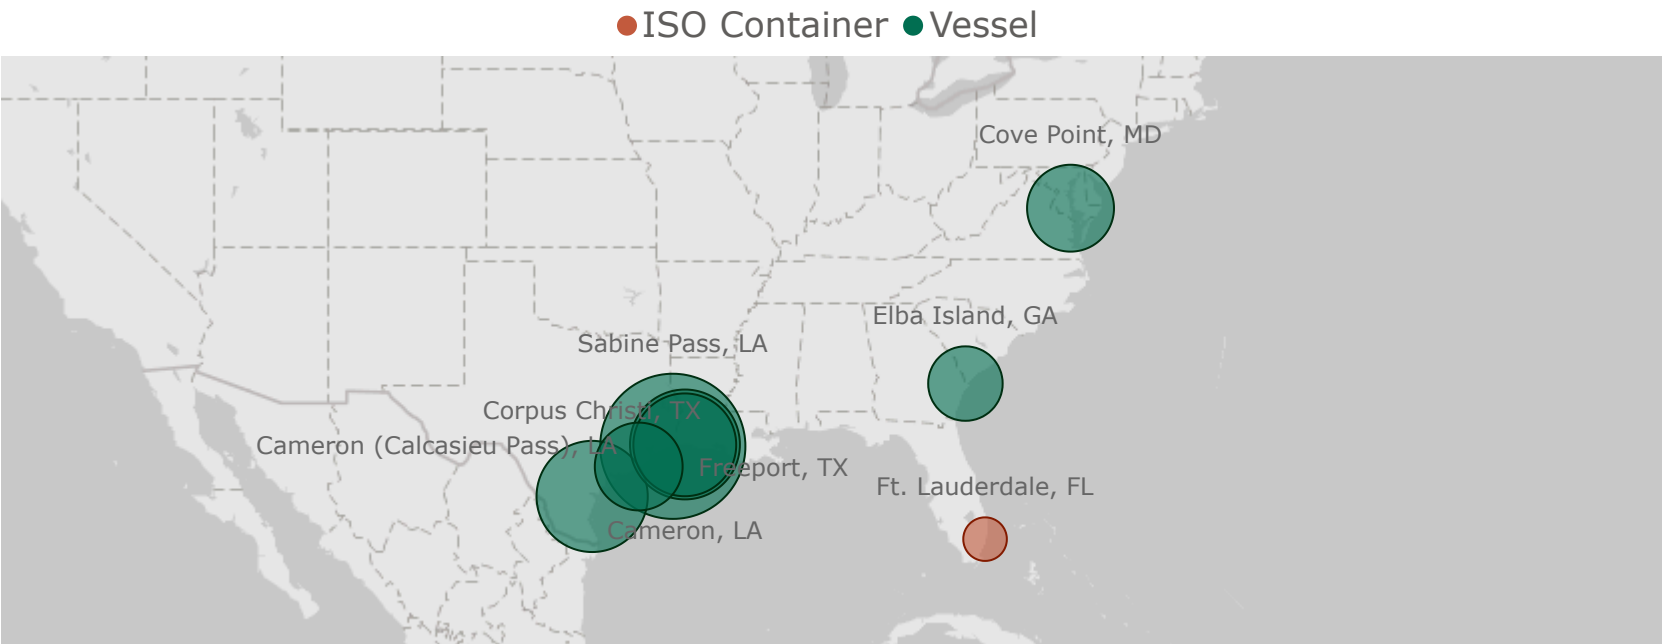 ISO Container Vessel
Cove Point, MD
Elba Island, GA
Sabine Pass, LA
Corpus Christi, TX
Cameron (Calcasieu Pass), LA
Freeport, TX
Ft. Lauderdale, FL
Cameron, LA